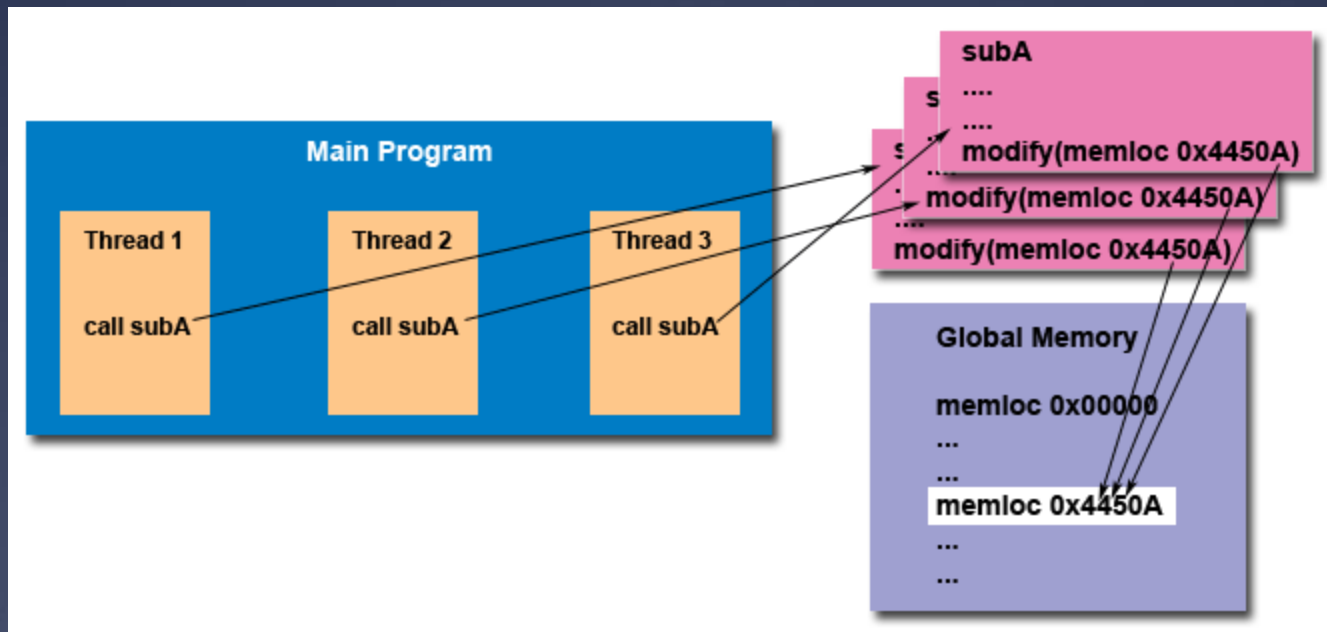 Main Program
Thread 1
call subA
Thread 2
call subA
Thread 3
call subA
subA
....
....
modify(memloc 0x4450A)
s
....
modify(memloc 0x4450A)
s
....
modify(memloc 0x4450A)
Global Memory
memloc 0x00000
...
...
memloc 0x4450A
...
...